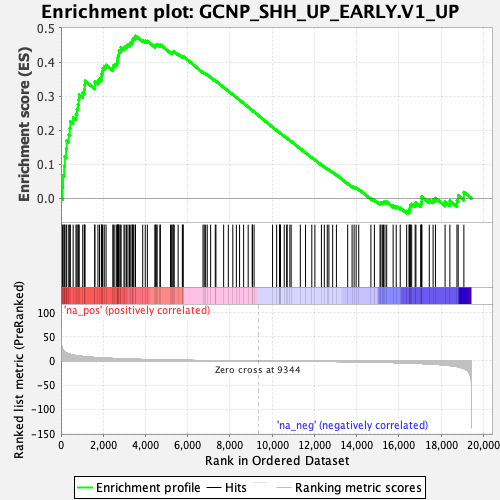 Enrichment plot: GCNP_SHH_UP_EARLY.V1_UP
Enrichment score (ES)
0.5
0.4
0.3
0.2
0.1
0.0
'na_pos' (positively correlated)
Ranked list metric (PreRanked)
100
50
0
-50
-100
-150
Zero cross at 9344
'na_neg' (negatively correlated)
0 2,000 4,000 6,000 8,000 10,000 12,000 14,000 16,000 18,000 20,000
Rank in Ordered Dataset
Enrichment profile Hits Ranking metric scores